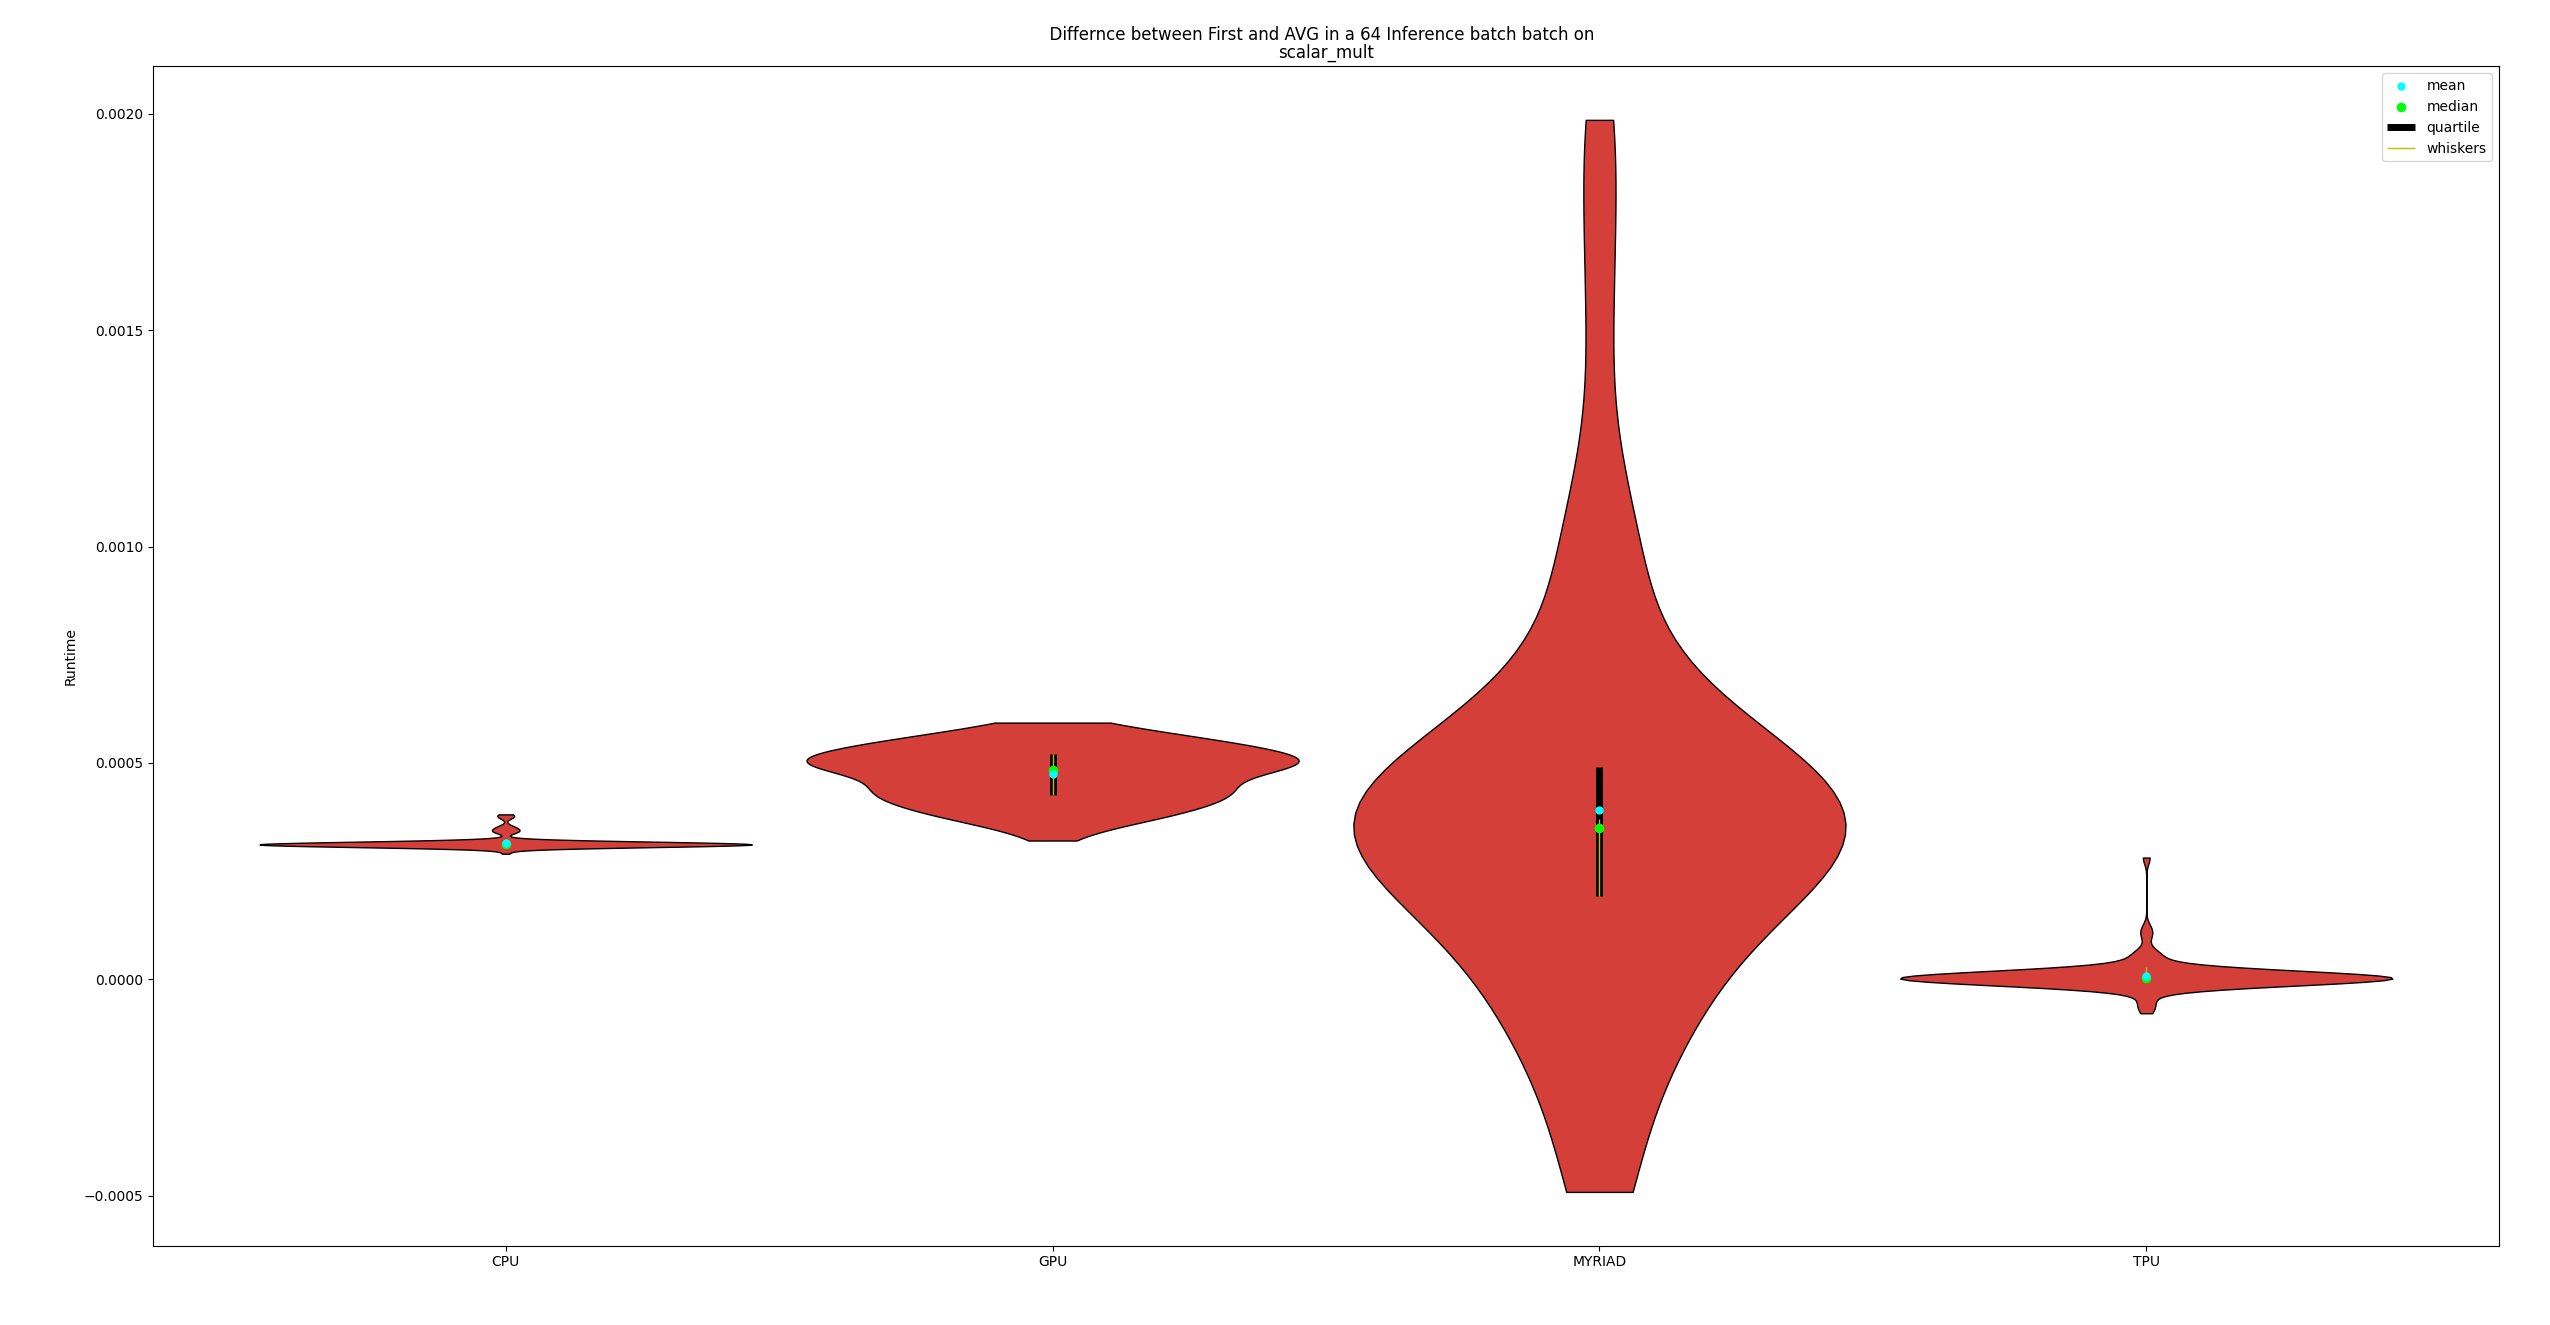 Differnce between First and AVG in a 64 Inference batch batch on
scalar_mult
mean
median
quartile
whiskers
0.0020
0.0015
0.0010
0.0005
0.0000
−0.0005
Runtime
CPU
GPU
MYRIAD
TPU